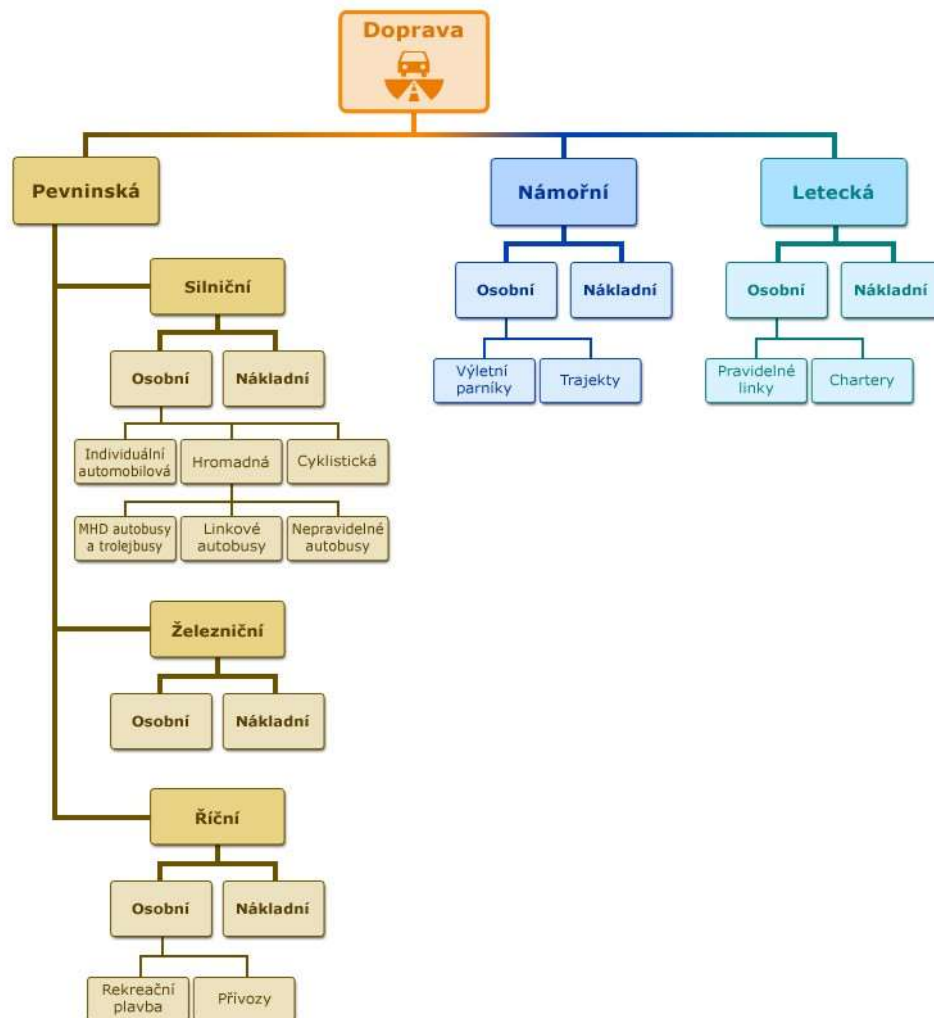 Doprava
Pevninská
Námořní
Letecká
Silniční
Osobní
Nákladní
Osobní
Nákladní
Osobní
Nákladní
Výletní
parníky
Trajekty
Pravidelné
linky
Chartery
Individuální
automobilová
Hromadná
Cyklistická
MHD autobusy
a trolejbusy
Linkové
autobusy
Nepravidelné
autobusy
Železniční
Osobní
Nákladní
Říční
Osobní
Nákladní
Rekreační
plavba
Přívozy